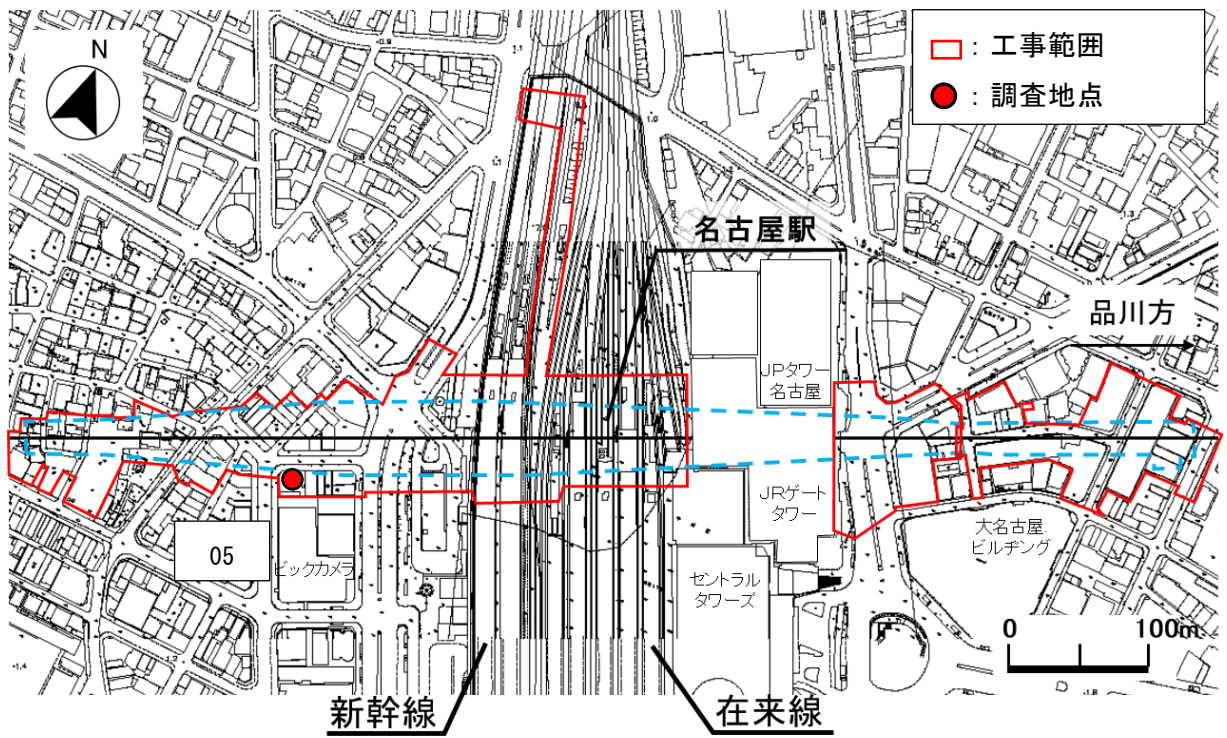 N
：工事範囲
：調査地点
名古屋駅
品川方
JPタワー
名古屋
JRゲート
タワー
大名古屋
ビルヂング
05
ビックカメラ
セントラル
タワーズ
0
100m
新幹線
在来線